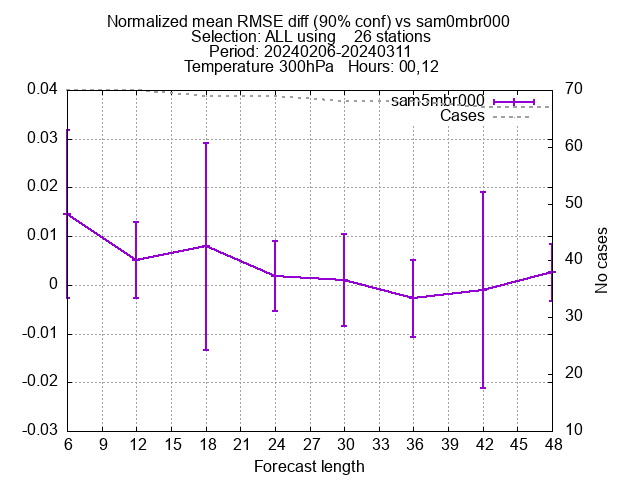 Normalized mean RMSE diff (90% conf) vs sam0mbr000
Selection: ALL using    26 stations
Period: 20240206-20240311
Temperature 300hPa   Hours: 00,12
sam5mbr000
Cases
0.04
0.03
0.02
0.01
0
-0.01
-0.02
-0.03
70
60
50
40
30
20
10
No cases
6 12 15 18 21 24 27 30 33 36 39 42 45 48
Forecast length